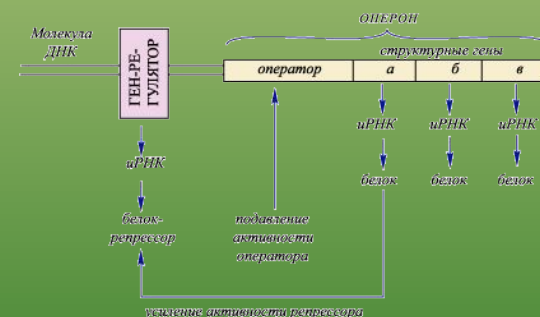 ОПЕРОН
Молекула
ДНК
ГЕН-РЕ-
ГУЛЯТОР
структурные гены
оператор
а
б
в
иРНК
иРНК
иРНК
иРНК
белок
белок
белок
белок-
репрессор
подавление
активности
оператора
усиление активности репрессора